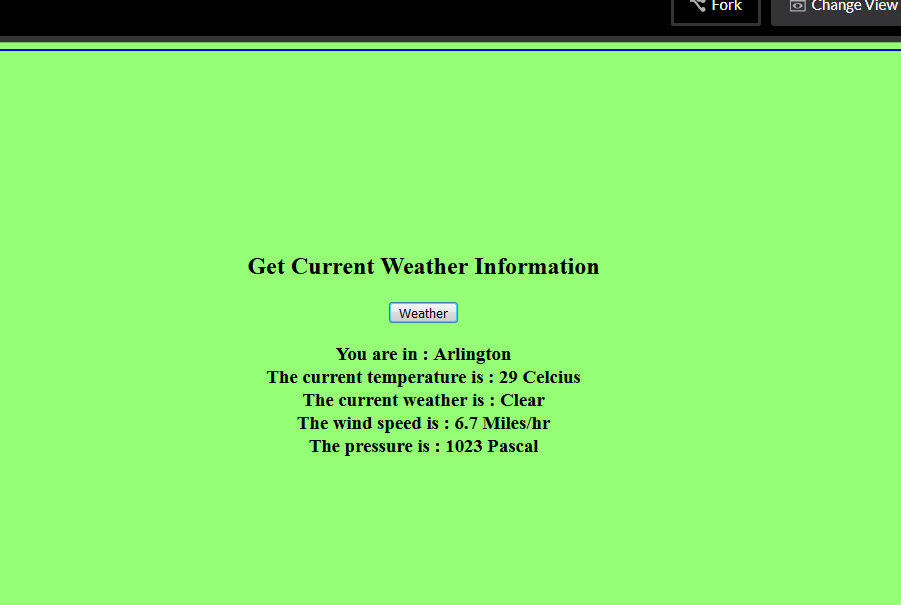 Fork
Change View
Get Current Weather Information
Weather
You are in : Arlington
The current temperature is : 29 Celcius
The current weather is : Clear
The wind speed is : 6.7 Miles/hr
The pressure is : 1023 Pascal